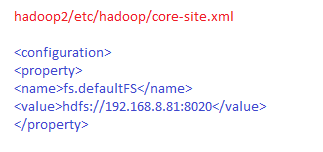 hadoop2/etc/hadoop/core-site.xml
<configuration>
<property>
<name>fs.defaultFS</name>
<value>hdfs://192.168.8.81:8020</value>
</property>